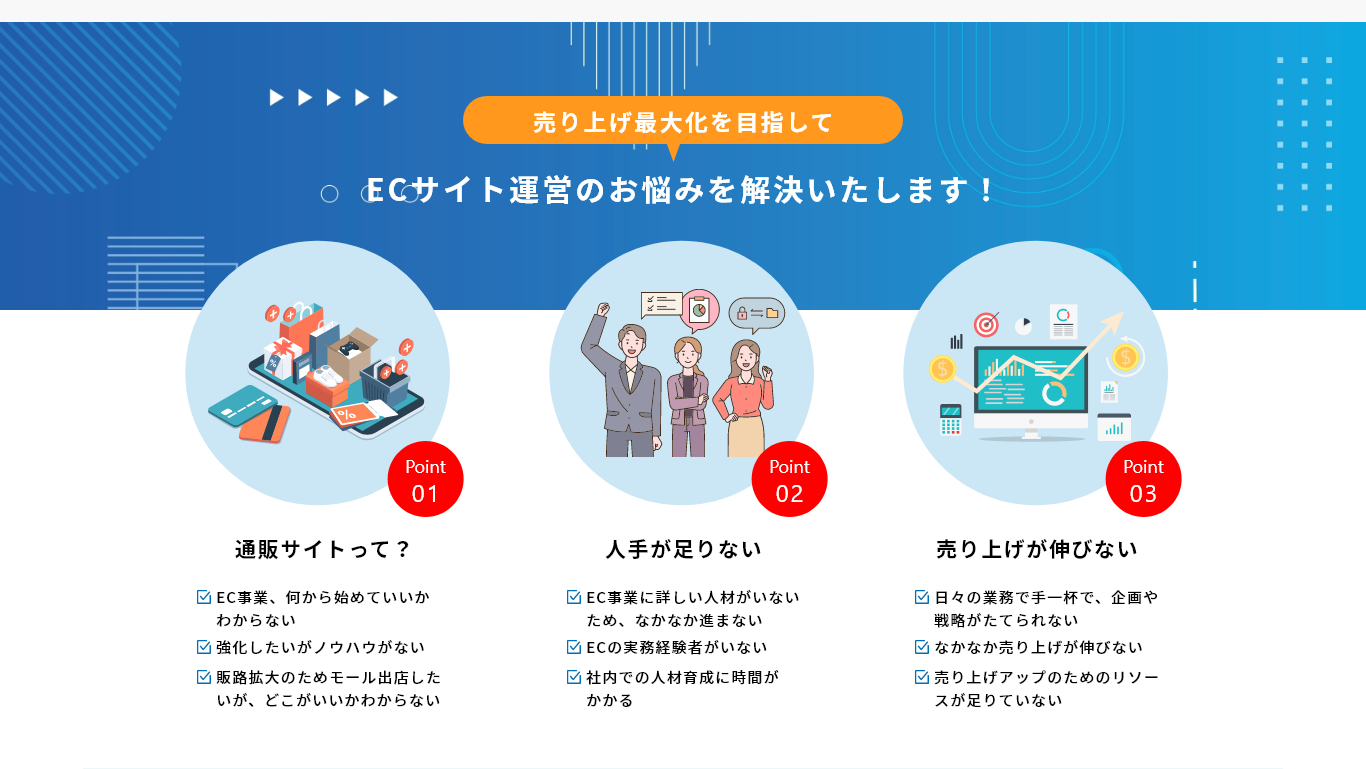 売り上げ最大化を目指して
ECサイト運営のお悩みを解決いたします！
Point
01
通販サイトって？
EC事業、何から始めていいか
わからない
強化したいがノウハウがない
販路拡大のためモール出店した
いが、どこがいいかわからない
Point
02
人手が足りない
EC事業に詳しい人材がいない
ため、なかなか進まない
ECの実務経験者がいない
社内での人材育成に時間が
かかる
Point
03
売り上げが伸びない
日々の業務で手一杯で、企画や
戦略がたてられない
なかなか売り上げが伸びない
売り上げアップのためのリソー
スが足りていない